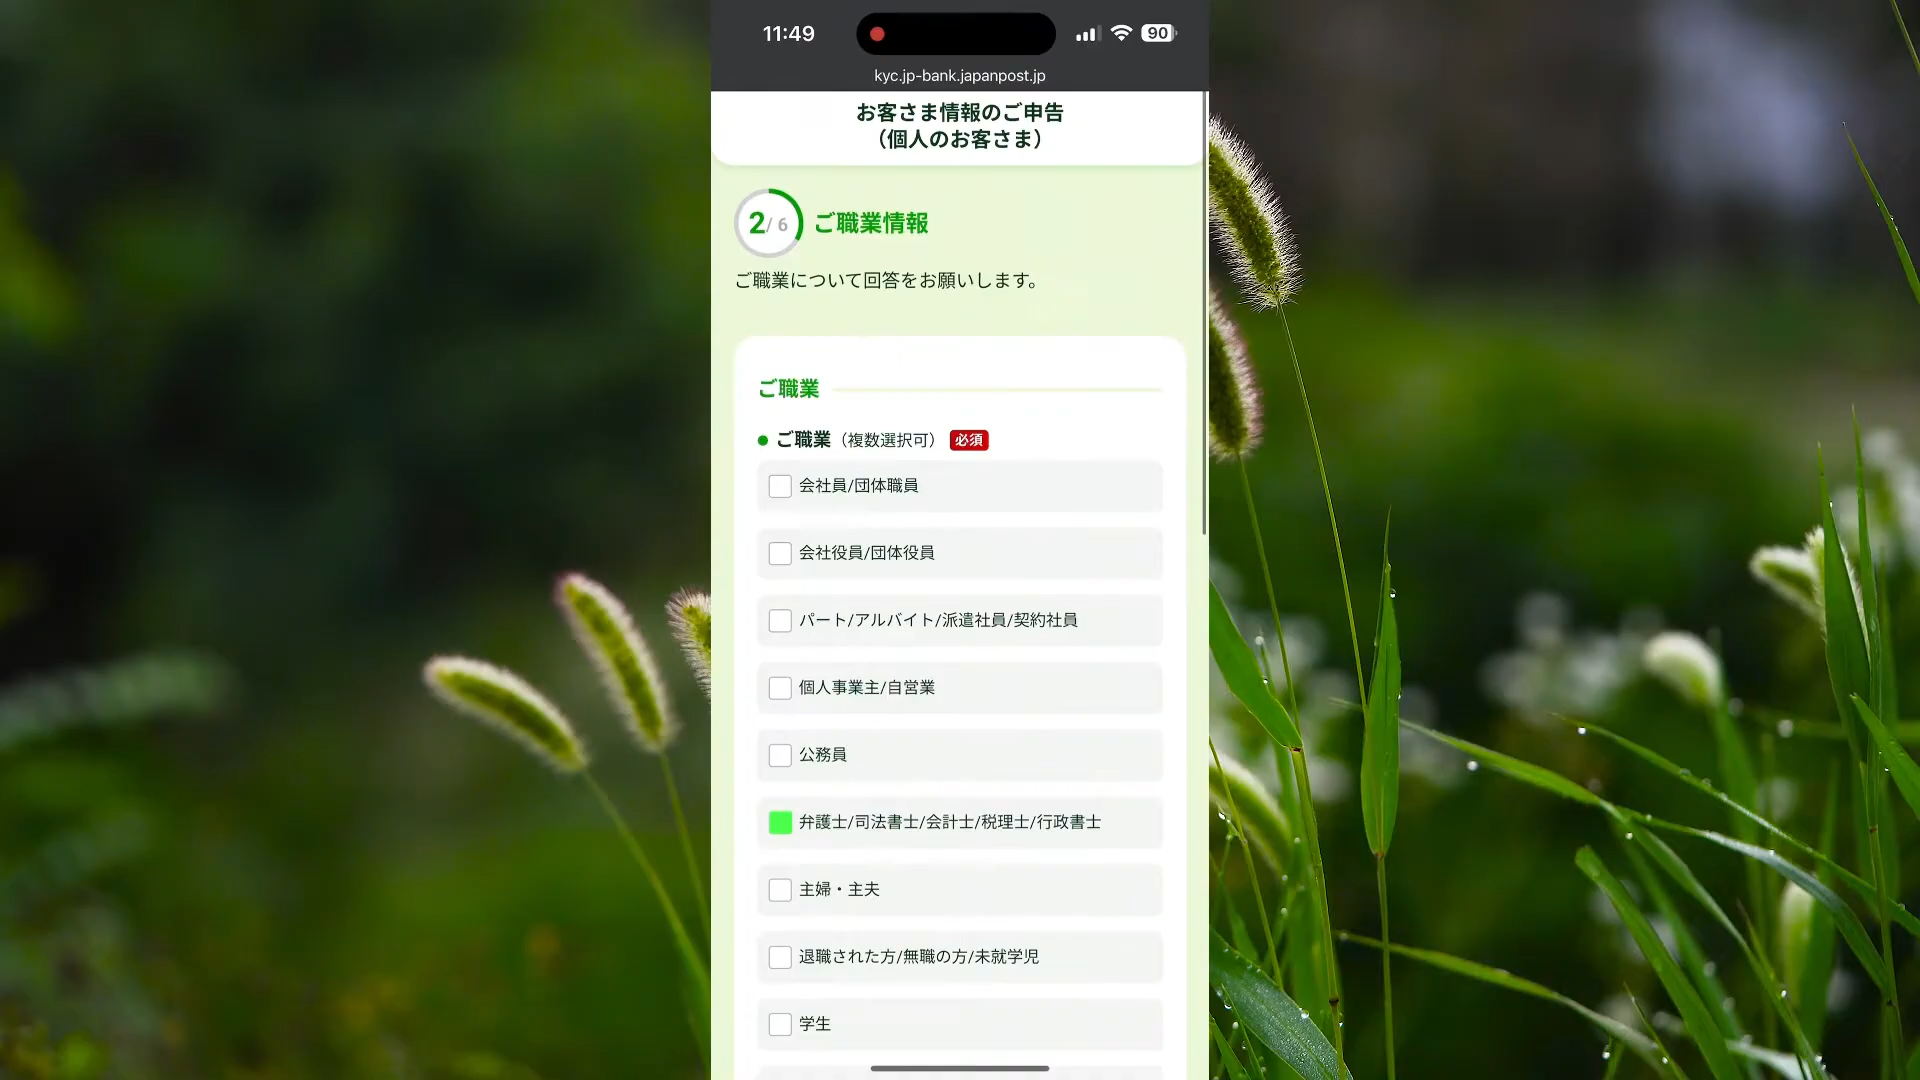 11:49
90
kyc.jp-bank.japanpost.jp
お客さま情報のご申告
（個人のお客さま）
2/ 6 ご職業情報
ご職業について回答をお願いします。
ご職業
ご職業（複数選択可） 必須
会社員/団体職員
会社役員/団体役員
パート/アルバイト/派遣社員/契約社員
個人事業主/自営業
公務員
弁護士/司法書士/会計士/税理士/行政書士
主婦・主夫
退職された方/無職の方/未就学児
学生